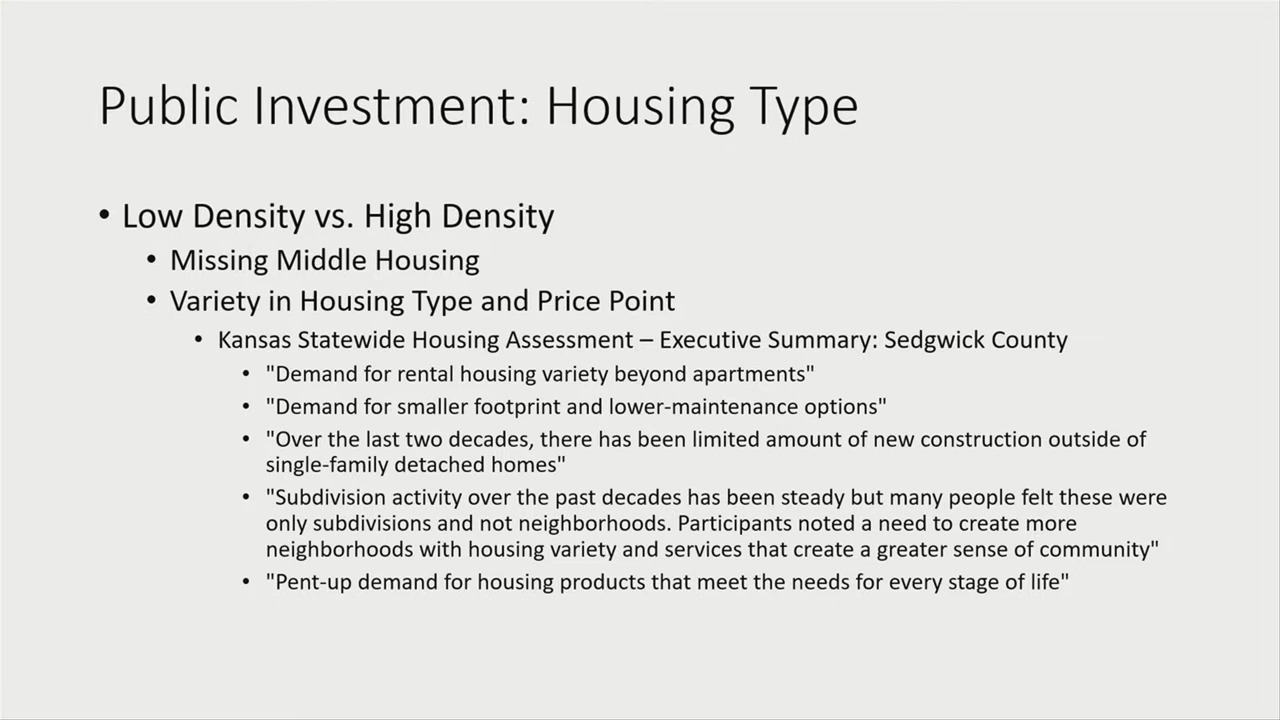 Public Investment: Housing Type
• Low Density vs. High Density
• Missing Middle Housing
• Variety in Housing Type and Price Point
• Kansas Statewide Housing Assessment – Executive Summary: Sedgwick County
• "Demand for rental housing variety beyond apartments"
• "Demand for smaller footprint and lower-maintenance options"
• "Over the last two decades, there has been limited amount of new construction outside of
single-family detached homes"
• "Subdivision activity over the past decades has been steady but many people felt these were
only subdivisions and not neighborhoods. Participants noted a need to create more
neighborhoods with housing variety and services that create a greater sense of community"
• "Pent-up demand for housing products that meet the needs for every stage of life"